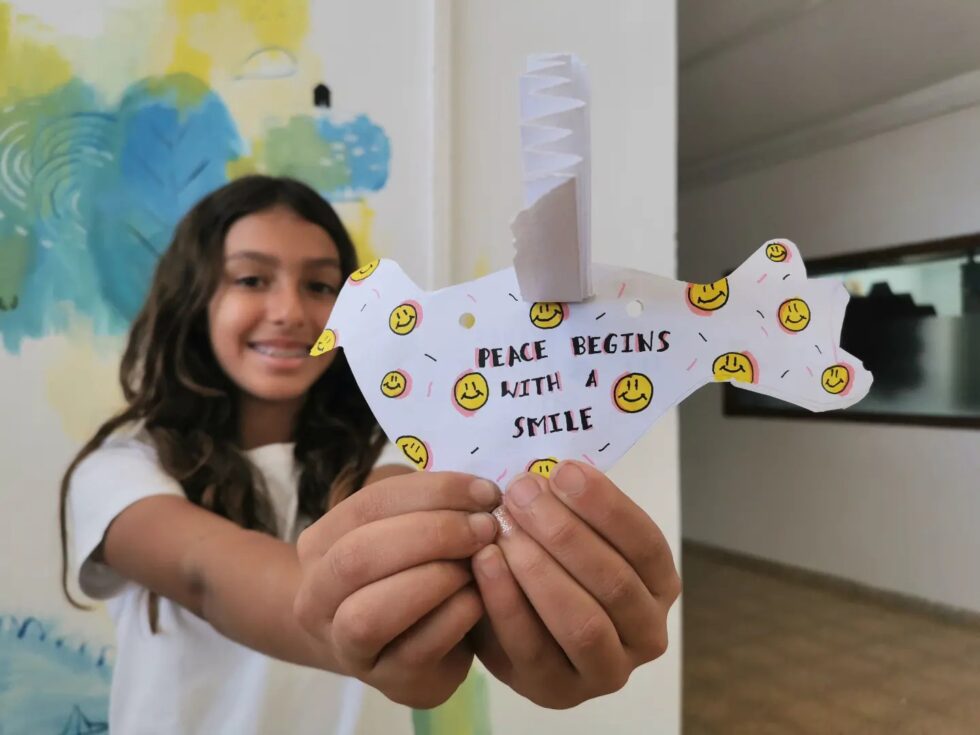 PEACE BEGINS
WITH A
SMILE